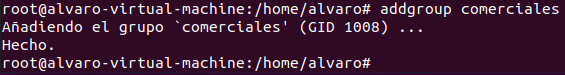 root@alvaro-virtual-machine:/home/alvaro# addgroup comerciales
Añadiendo el grupo `comerciales' (GID 1008) ...
Hecho.
root@alvaro-virtual-machine:/home/alvaro#